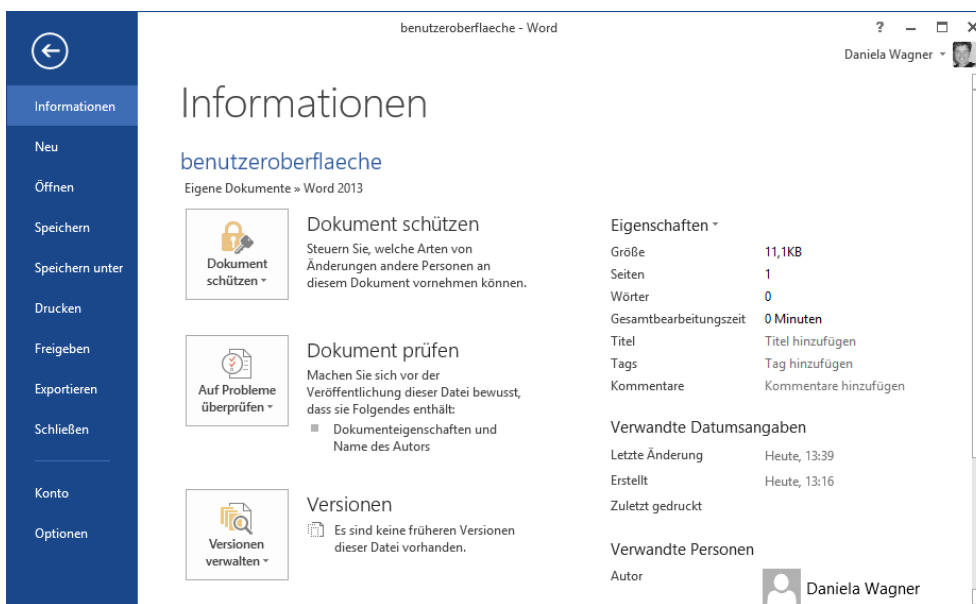 benutzeroberflaeche - Word
?
Daniela Wagner
Informationen
Neu
Öffnen
Speichern
Speichern unter
Drucken
Freigeben
Exportieren
Schließen
Konto
Optionen
Informationen
benutzeroberflaeche
Eigene Dokumente » Word 2013
Dokument
schützen
Dokument schützen
Steuern Sie, welche Arten von
Änderungen andere Personen an
diesem Dokument vornehmen können.
Auf Probleme
überprüfen
Dokument prüfen
Machen Sie sich vor der
Veröffentlichung dieser Datei bewusst,
dass sie Folgendes enthält:
Dokumenteigenschaften und
Name des Autors
Versionen
verwalten
Versionen
Es sind keine früheren Versionen
dieser Datei vorhanden.
Eigenschaften
Größe 11,1KB
Seiten 1
Wörter 0
Gesamtbearbeitungszeit 0 Minuten
Titel Titel hinzufügen
Tags Tag hinzufügen
Kommentare Kommentare hinzufügen
Verwandte Datumsangaben
Letzte Änderung Heute, 13:39
Erstellt Heute, 13:16
Zuletzt gedruckt
Verwandte Personen
Autor Daniela Wagner